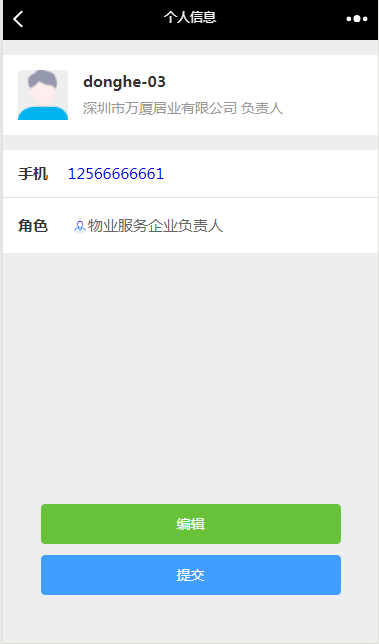 个人信息
donghe-03
深圳市万厦居业有限公司 负责人
手机 12566666661
角色 物业服务企业负责人
编辑
提交